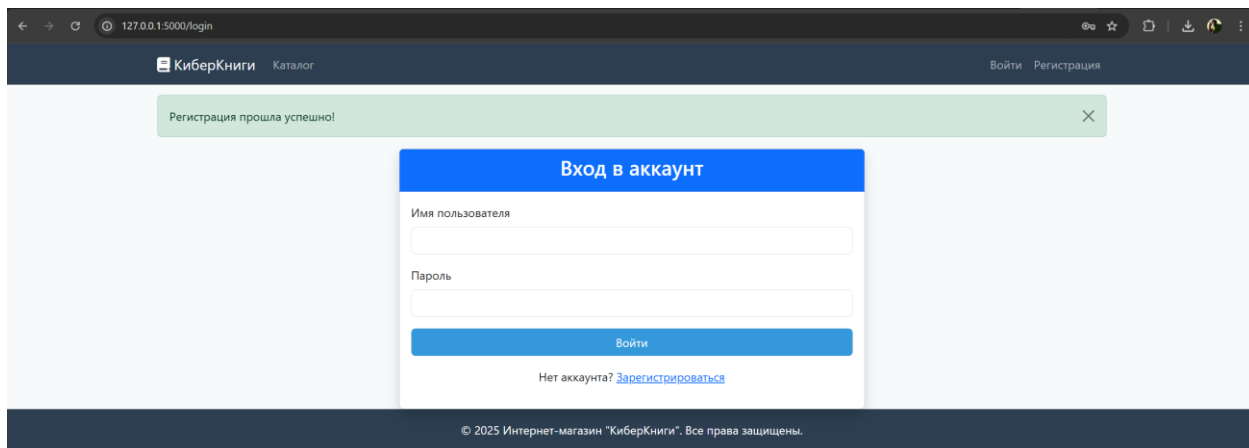 127.0.0.1:5000/login
КиберКниги Каталог Войти Регистрация
Регистрация прошла успешно!
Вход в аккаунт
Имя пользователя
Пароль
Войти
Нет аккаунта? Зарегистрироваться
© 2025 Интернет-магазин "КиберКниги". Все права защищены.